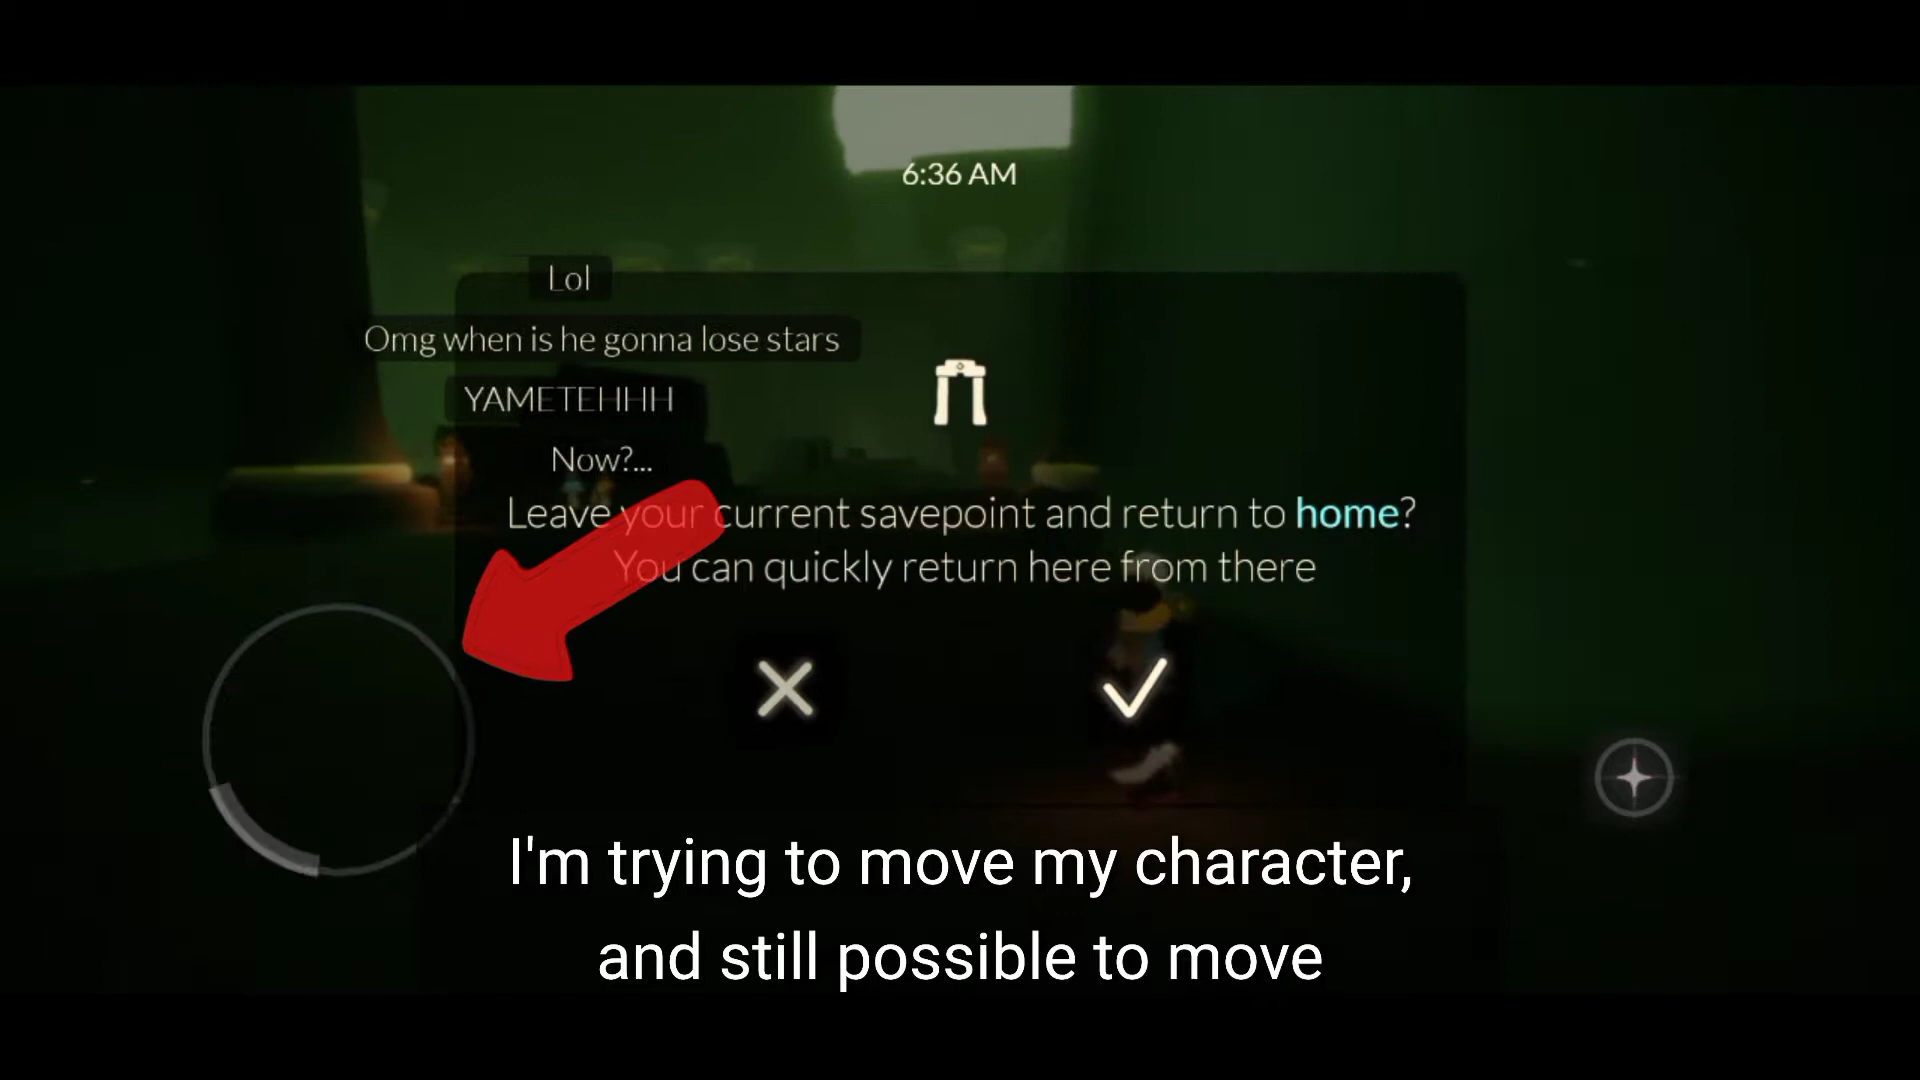 6:36 AM
Lol
Omg when is he gonna lose stars
YAMETEHHH
Now?...
Leave your current savepoint and return to home?
You can quickly return here from there
I'm trying to move my character,
and still possible to move